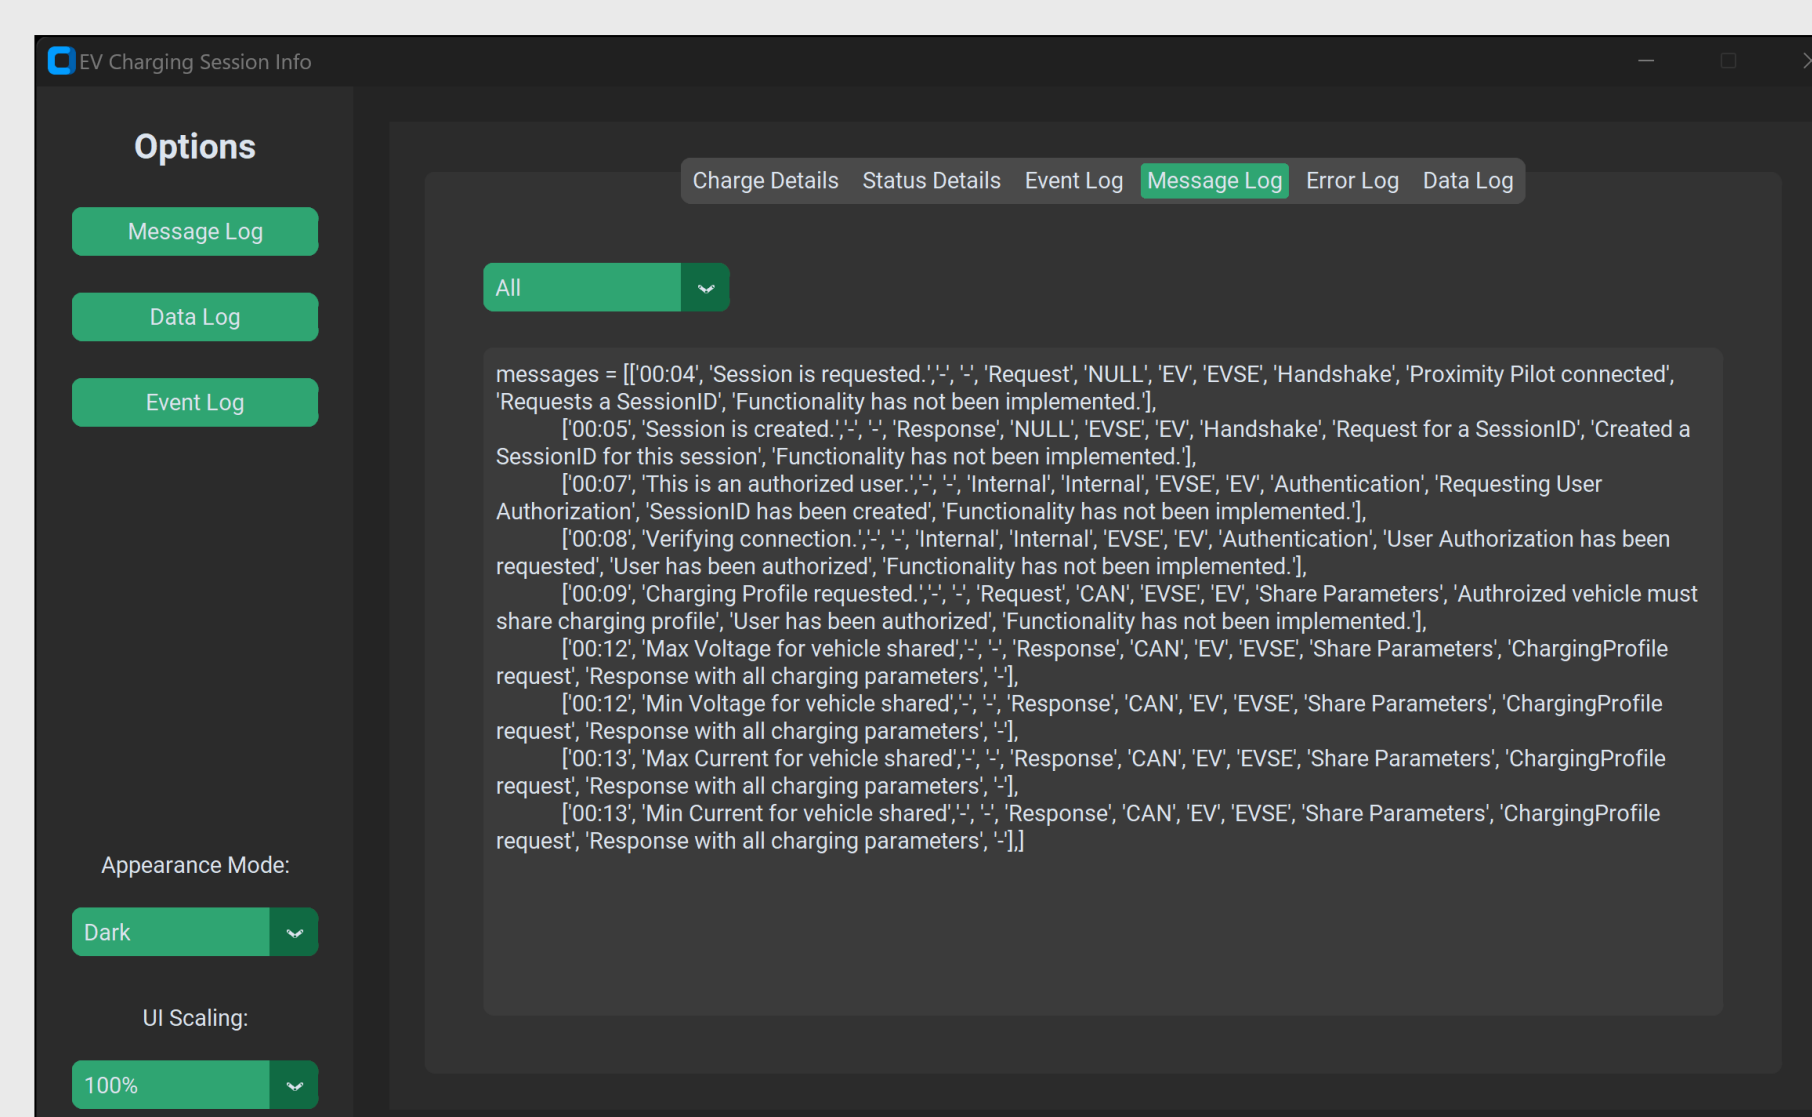 EV Charging Session Info
Options
Message Log
Data Log
Event Log
Appearance Mode:
Dark
UI Scaling:
100%
Charge Details Status Details Event Log Message Log Error Log Data Log
All
messages = [['00:04', 'Session is requested.','-', '-', 'Request', 'NULL', 'EV', 'EVSE', 'Handshake', 'Proximity Pilot connected',
'Requests a SessionID', 'Functionality has not been implemented.'],
['00:05', 'Session is created.','-', '-', 'Response', 'NULL', 'EVSE', 'EV', 'Handshake', 'Request for a SessionID', 'Created a
SessionID for this session', 'Functionality has not been implemented.'],
['00:07', 'This is an authorized user.','-', '-', 'Internal', 'Internal', 'EVSE', 'EV', 'Authentication', 'Requesting User
Authorization', 'SessionID has been created', 'Functionality has not been implemented.'],
['00:08', 'Verifying connection.','-', '-', 'Internal', 'Internal', 'EVSE', 'EV', 'Authentication', 'User Authorization has been
requested', 'User has been authorized', 'Functionality has not been implemented.'],
['00:09', 'Charging Profile requested.','-', '-', 'Request', 'CAN', 'EVSE', 'EV', 'Share Parameters', 'Authroized vehicle must
share charging profile', 'User has been authorized', 'Functionality has not been implemented.'],
['00:12', 'Max Voltage for vehicle shared','-', '-', 'Response', 'CAN', 'EV', 'EVSE', 'Share Parameters', 'ChargingProfile
request', 'Response with all charging parameters', '-'],
['00:12', 'Min Voltage for vehicle shared','-', '-', 'Response', 'CAN', 'EV', 'EVSE', 'Share Parameters', 'ChargingProfile
request', 'Response with all charging parameters', '-'],
['00:13', 'Max Current for vehicle shared','-', '-', 'Response', 'CAN', 'EV', 'EVSE', 'Share Parameters', 'ChargingProfile
request', 'Response with all charging parameters', '-'],
['00:13', 'Min Current for vehicle shared','-', '-', 'Response', 'CAN', 'EV', 'EVSE', 'Share Parameters', 'ChargingProfile
request', 'Response with all charging parameters', '-'],]